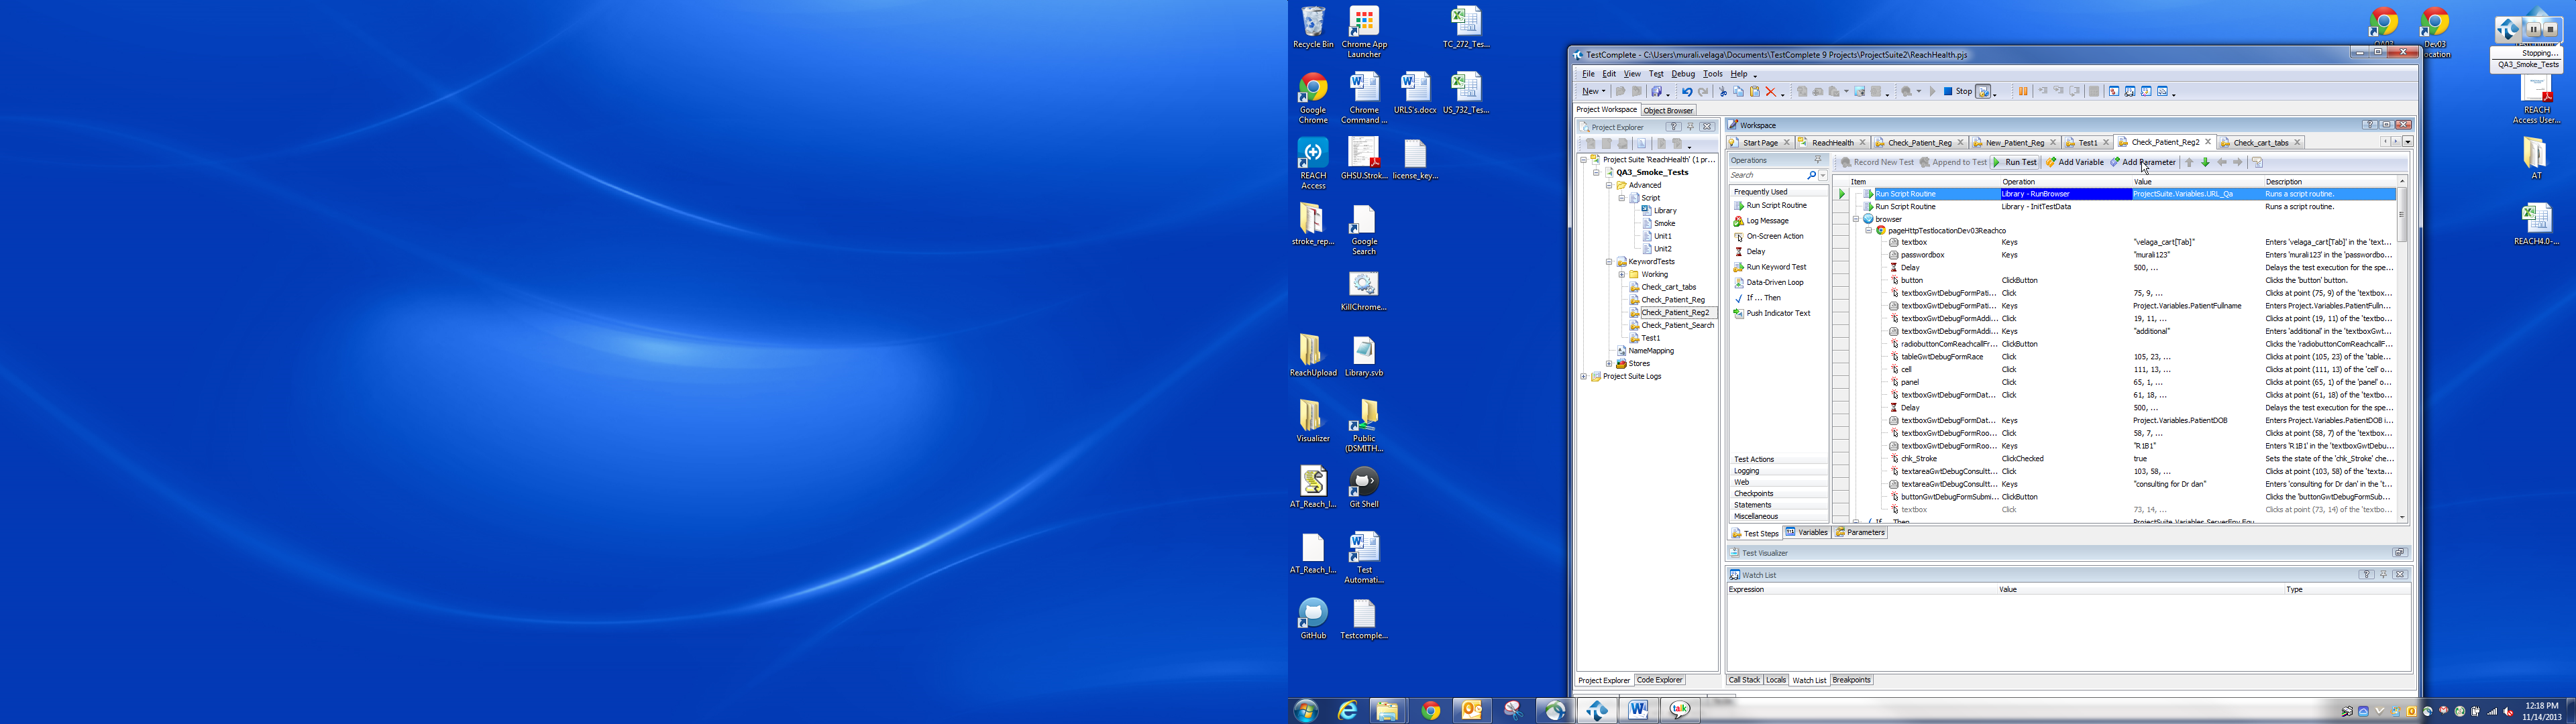 Recycle Bin
Chrome App
Launcher
TC_272_Tes...
Google
Chrome
Chrome
Command ...
URLS's.docx
US_732_Tes...
REACH
Access
GHSU.Strok...
license_key...
stroke_rep...
Google
Search
KillChrome...
ReachUpload
Library.svb
Visualizer
Public
(DSMITH...
AT_Reach_I...
Git Shell
AT_Reach_I...
Test
Automati...
GitHub
Testcomple...
TestComplete - C:\Users\murali.velaga\Documents\TestComplete 9 Projects\ProjectSuite2\ReachHealth.pjs
File Edit View Test Debug Tools Help
New
Stop
Project Workspace
Object Browser
Project Explorer
Project Suite 'ReachHealth' (1 pr...
QA3_Smoke_Tests
Advanced
Script
Library
Smoke
Unit1
Unit2
KeywordTests
Working
Check_cart_tabs
Check_Patient_Reg
Check_Patient_Reg2
Check_Patient_Search
Test1
NameMapping
Stores
Project Suite Logs
Project Explorer
Code Explorer
Workspace
Start Page
ReachHealth
Check_Patient_Reg
New_Patient_Reg
Test1
Check_Patient_Reg2
Check_cart_tabs
Operations
Search
Frequently Used
Run Script Routine
Log Message
On-Screen Action
Delay
Run Keyword Test
Data-Driven Loop
If ... Then
Push Indicator Text
Test Actions
Logging
Web
Checkpoints
Statements
Miscellaneous
Record New Test
Append to Test
Run Test
Add Variable
Add Parameter
Item Operation Value Description
Run Script Routine Library - RunBrowser ProjectSuite.Variables.URL_Qa Runs a script routine.
Run Script Routine Library - InitTestData Runs a script routine.
browser
pageHttpTestlocationDev03Reachco
textbox Keys "velaga_cart[Tab]" Enters 'velaga_cart[Tab]' in the 'text...
passwordbox Keys "murali123" Enters 'murali123' in the 'passwordbo...
Delay 500, ... Delays the test execution for the spe...
button ClickButton Clicks the 'button' button.
textboxGwtDebugFormPati... Click 75, 9, ... Clicks at point (75, 9) of the 'textbox...
textboxGwtDebugFormPati... Keys Project.Variables.PatientFullname Enters Project.Variables.PatientFulln...
textboxGwtDebugFormAddi... Click 19, 11, ... Clicks at point (19, 11) of the 'textbo...
textboxGwtDebugFormAddi... Keys "additional" Enters 'additional' in the 'textboxGwt...
radiobuttonComReachcallFr... ClickButton Clicks the 'radiobuttonComReachcallF...
tableGwtDebugFormRace Click 105, 23, ... Clicks at point (105, 23) of the 'table...
cell Click 111, 13, ... Clicks at point (111, 13) of the 'cell' o...
panel Click 65, 1, ... Clicks at point (65, 1) of the 'panel' o...
textboxGwtDebugFormDat... Click 61, 18, ... Clicks at point (61, 18) of the 'textbo...
Delay 500, ... Delays the test execution for the spe...
textboxGwtDebugFormDat... Keys Project.Variables.PatientDOB Enters Project.Variables.PatientDOB i...
textboxGwtDebugFormRoo... Click 58, 7, ... Clicks at point (58, 7) of the 'textbox...
textboxGwtDebugFormRoo... Keys "R1B1" Enters 'R1B1' in the 'textboxGwtDebu...
chk_Stroke ClickChecked true Sets the state of the 'chk_Stroke' che...
textareaGwtDebugConsultt... Click 103, 58, ... Clicks at point (103, 58) of the 'texta...
textareaGwtDebugConsultt... Keys "consulting for Dr dan" Enters 'consulting for Dr dan' in the 't...
buttonGwtDebugFormSubmi... ClickButton Clicks the 'buttonGwtDebugFormSub...
textbox 73, 14, ... Clicks at point (73, 14) of the 'textbo...
Test Steps
Variables
Parameters
Test Visualizer
Watch List
Expression Value Type
Call Stack Locals Watch List Breakpoints
Stopping...
QA3_Smoke_Tests
REACH
Access User...
AT
REACH4.0-...
talk
12:18 PM
11/14/2013